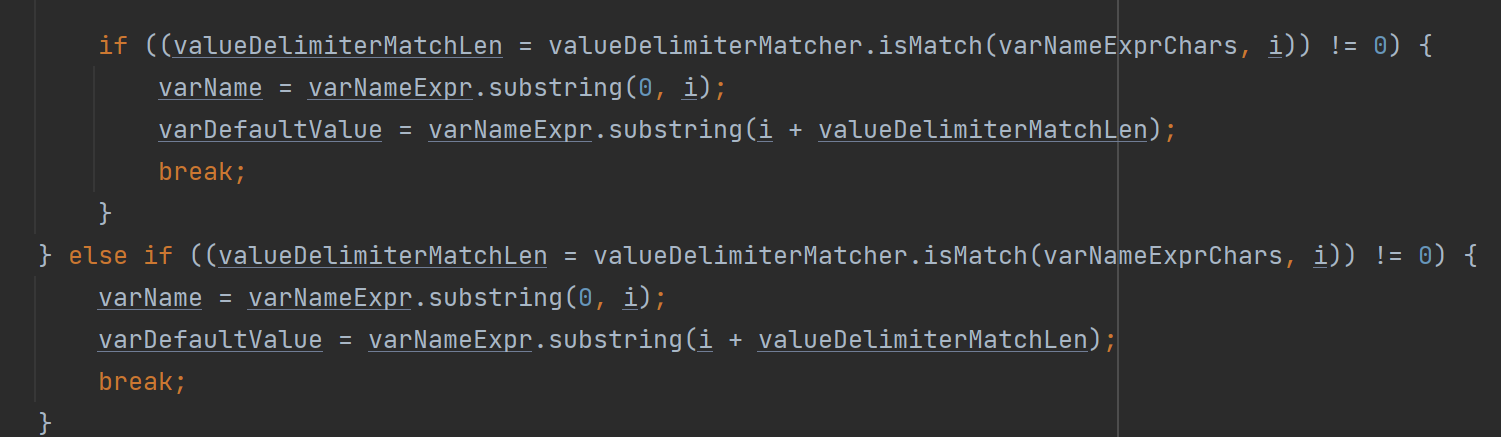 if ((valueDelimiterMatchLen = valueDelimiterMatcher.isMatch(varNameExprChars, i)) != 0) {
varName = varNameExpr.substring(0, i);
varDefaultValue = varNameExpr.substring(i + valueDelimiterMatchLen);
break;
}
} else if ((valueDelimiterMatchLen = valueDelimiterMatcher.isMatch(varNameExprChars, i)) != 0) {
varName = varNameExpr.substring(0, i);
varDefaultValue = varNameExpr.substring(i + valueDelimiterMatchLen);
break;
}